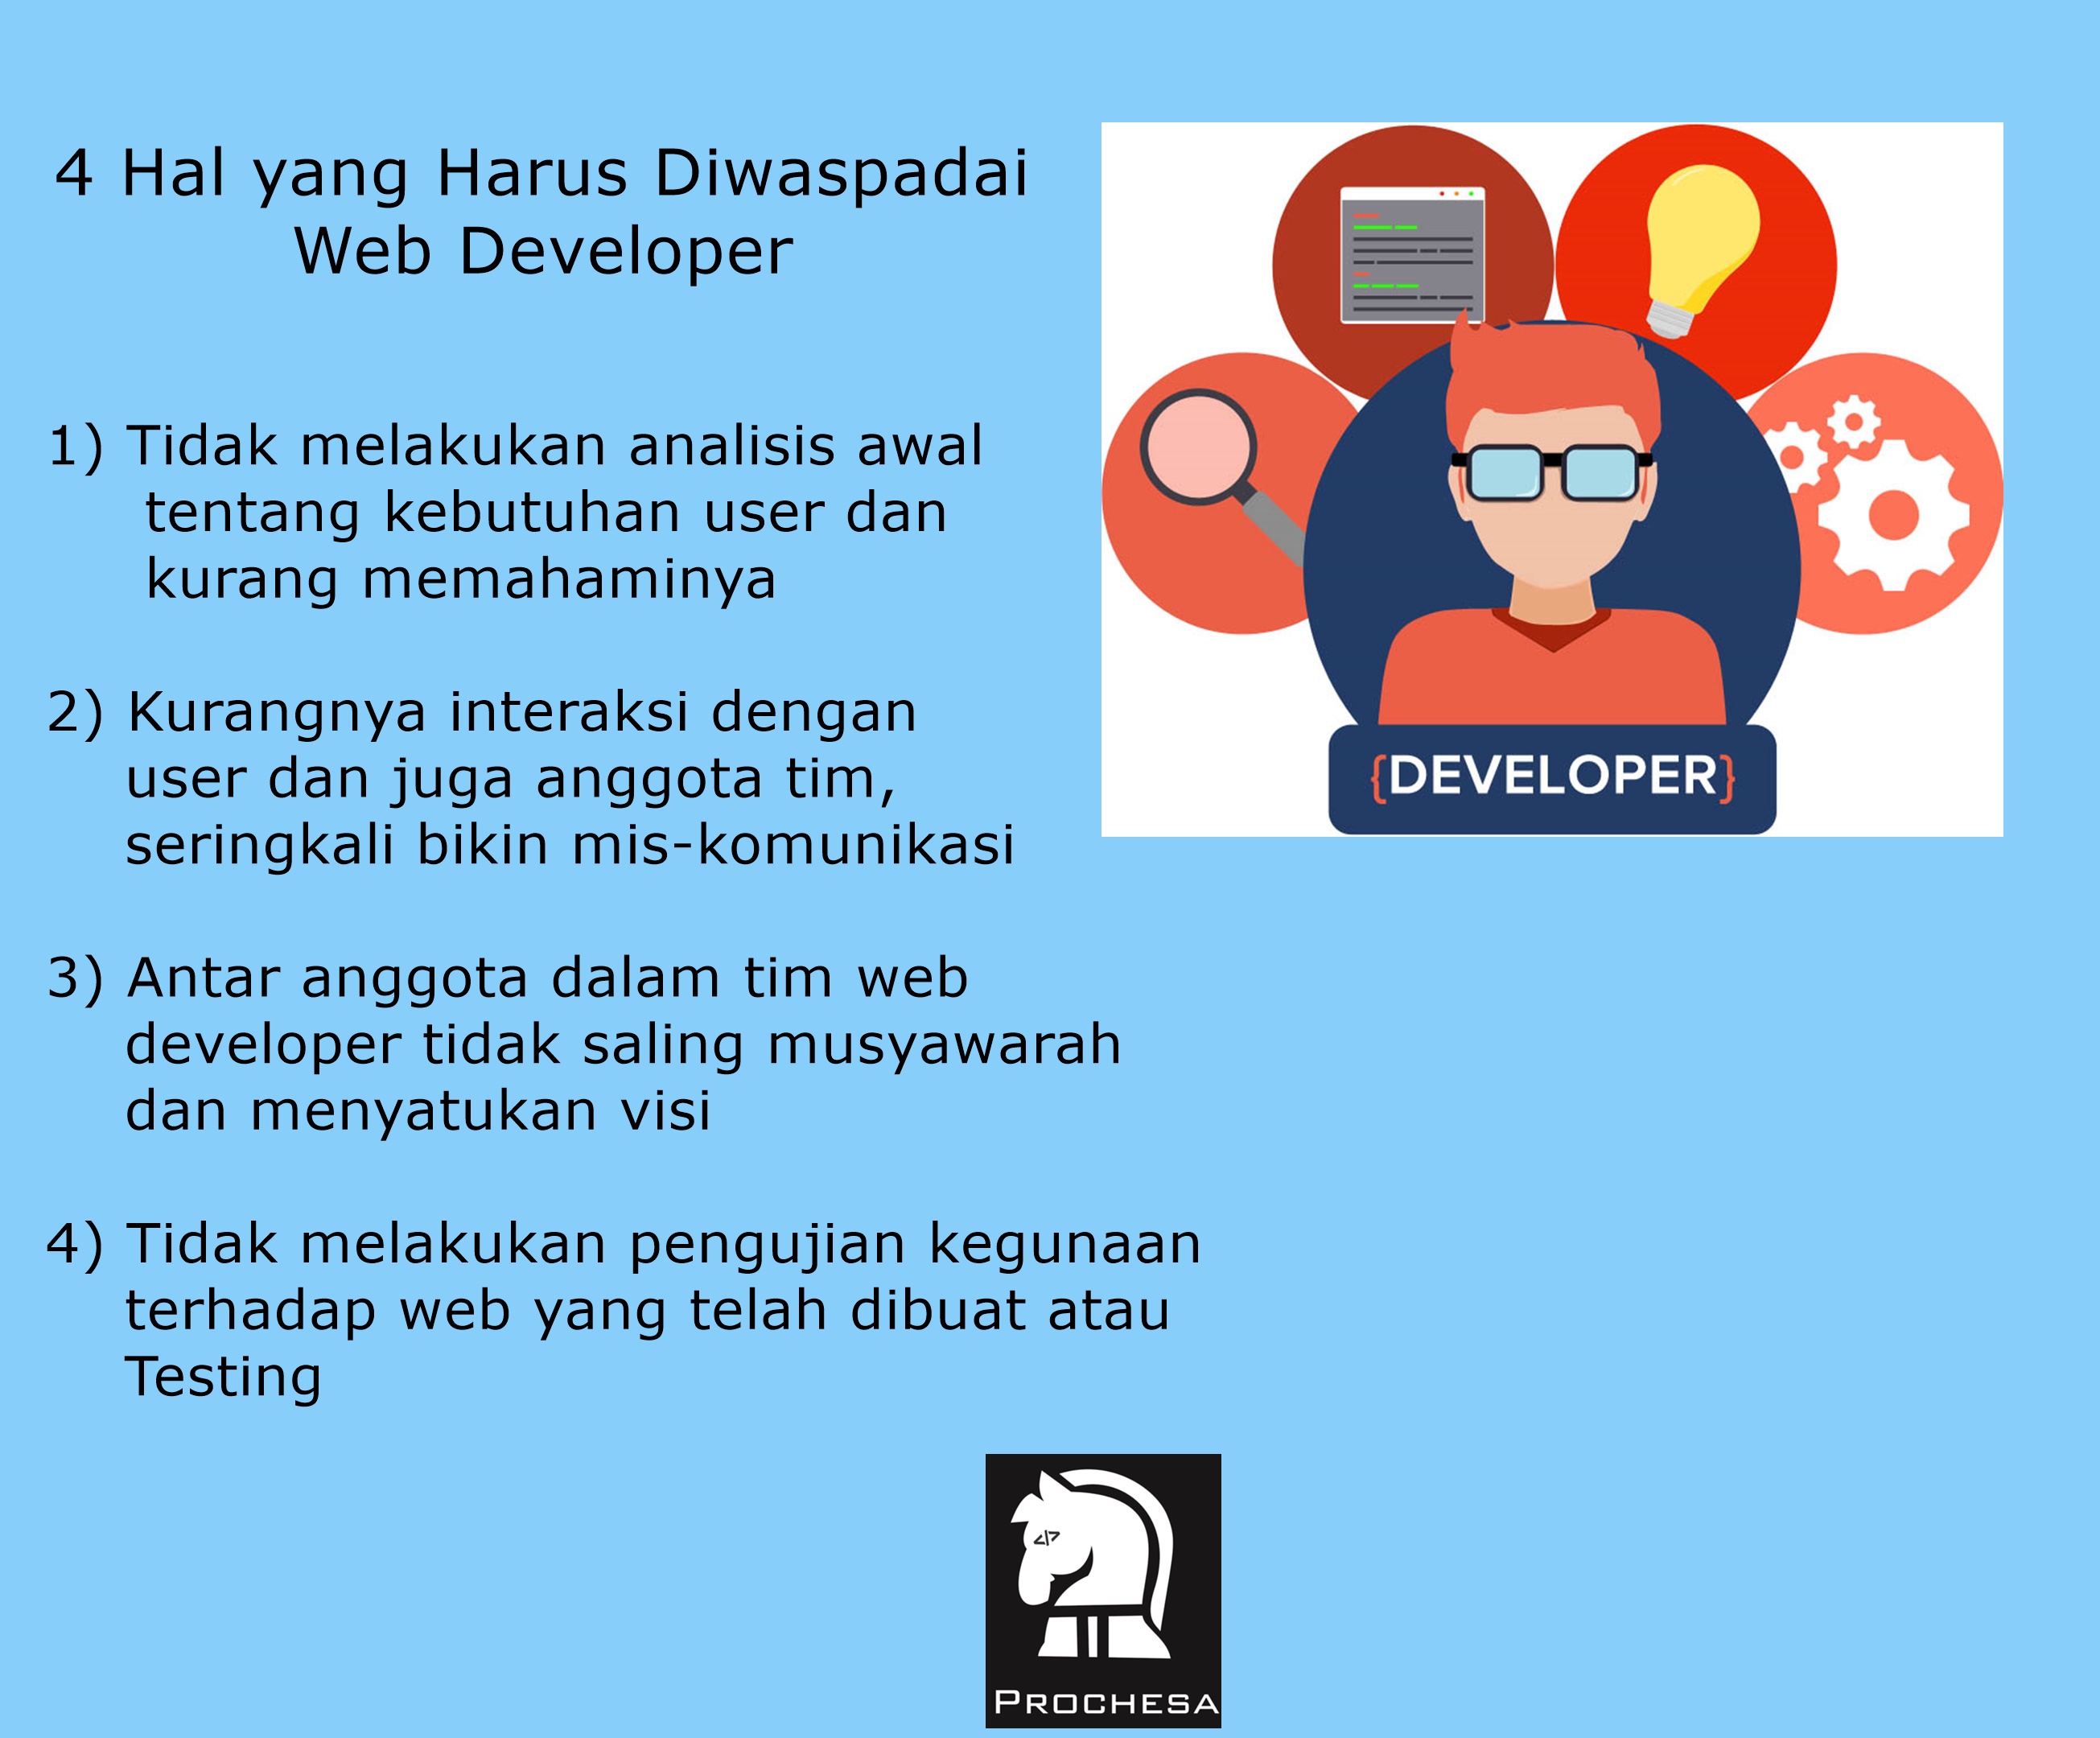 4 Hal yang Harus Diwaspadai
Web Developer
1) Tidak melakukan analisis awal
tentang kebutuhan user dan
kurang memahaminya
2) Kurangnya interaksi dengan
user dan juga anggota tim,
seringkali bikin mis-komunikasi
3) Antar anggota dalam tim web
developer tidak saling musyawarah
dan menyatukan visi
4) Tidak melakukan pengujian kegunaan
terhadap web yang telah dibuat atau
Testing
{DEVELOPER}
</>
PROCHESA